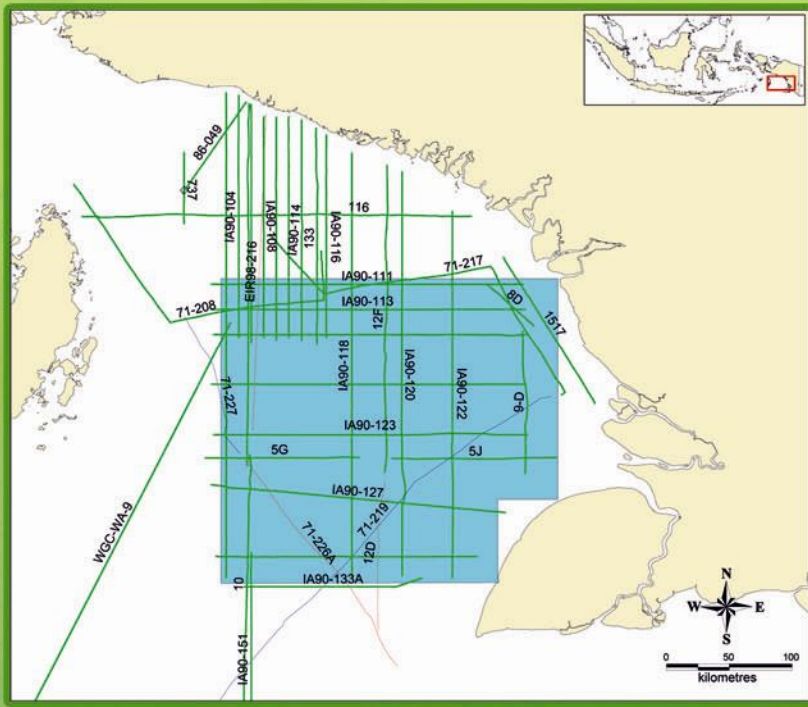 86-049
737
116
IA90-104
EIR98-216
IA90-108
IA90-114
133
IA90-116
71-217
IA90-111
71-208
IA90-113
8D
1517
12F
IA90-118
IA90-120
IA90-122
71-227
9-D
IA90-123
5G
5J
WGC-WA-9
IA90-127
71-219
71-226A
12D
10
IA90-133A
IA90-151
N
W E
S
0 50 100
kilometres